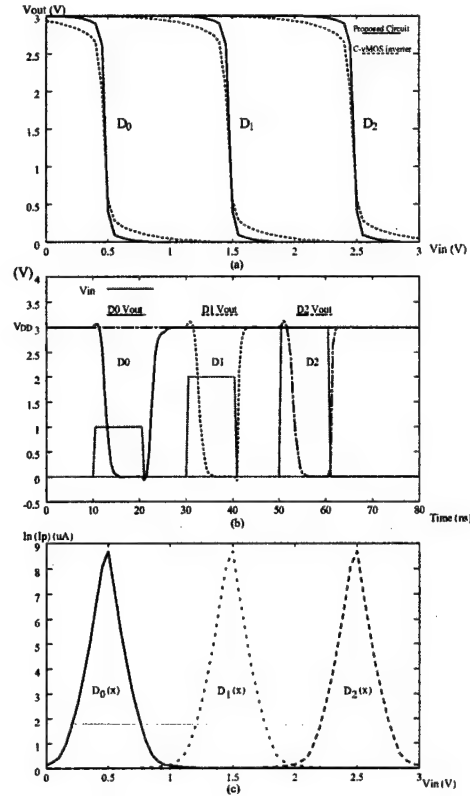 Vout (V)
3
2.5
2
1.5
1
0.5
0
Proposed Circuit
C-νMOS inverter
D0
D1
D2
0
0.5
1
1.5
2
2.5
3
Vin (V)
(a)
(V)
4
3.5
VDD 3
2.5
2
1.5
1
0.5
0
-0.5
Vin
D0 Vout
D1 Vout
D2 Vout
D0
D1
D2
0
10
20
30
40
50
60
70
80
Time (ns)
(b)
In (Ip) (uA)
9
8
7
6
5
4
3
2
1
0
D0(x)
D1(x)
D2(x)
0
0.5
1
1.5
2
2.5
3
Vin (V)
(c)